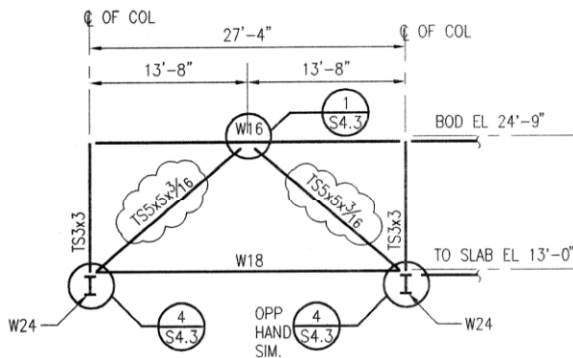 ℄ OF COL
27'-4"
℄ OF COL
13'-8"
13'-8"
1
S4.3
W16
BOD EL 24'-9"
TS5x5x3/16
TS5x5x3/16
TS3x3
TS3x3
W18
TO SLAB EL 13'-0"
W24
4
S4.3
OPP
HAND
SIM.
4
S4.3
W24